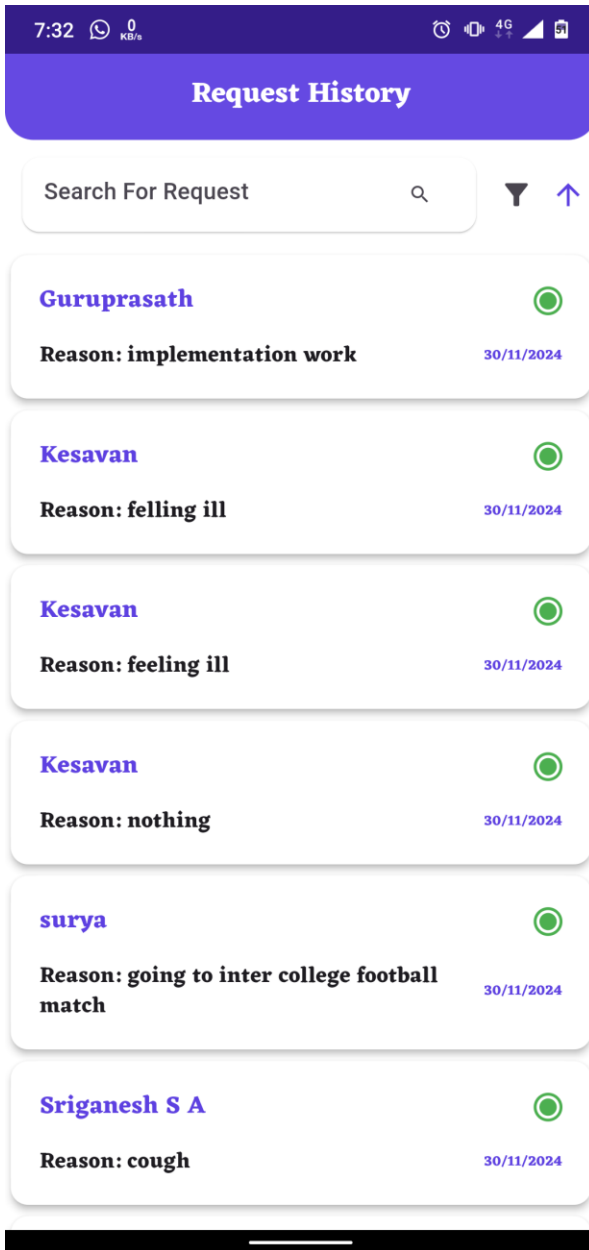 7:32 0 KB/s 4G 51
Request History
Search For Request
Guruprasath
Reason: implementation work 30/11/2024
Kesavan
Reason: felling ill 30/11/2024
Kesavan
Reason: feeling ill 30/11/2024
Kesavan
Reason: nothing 30/11/2024
surya
Reason: going to inter college football
match
30/11/2024
Sriganesh S A
Reason: cough 30/11/2024